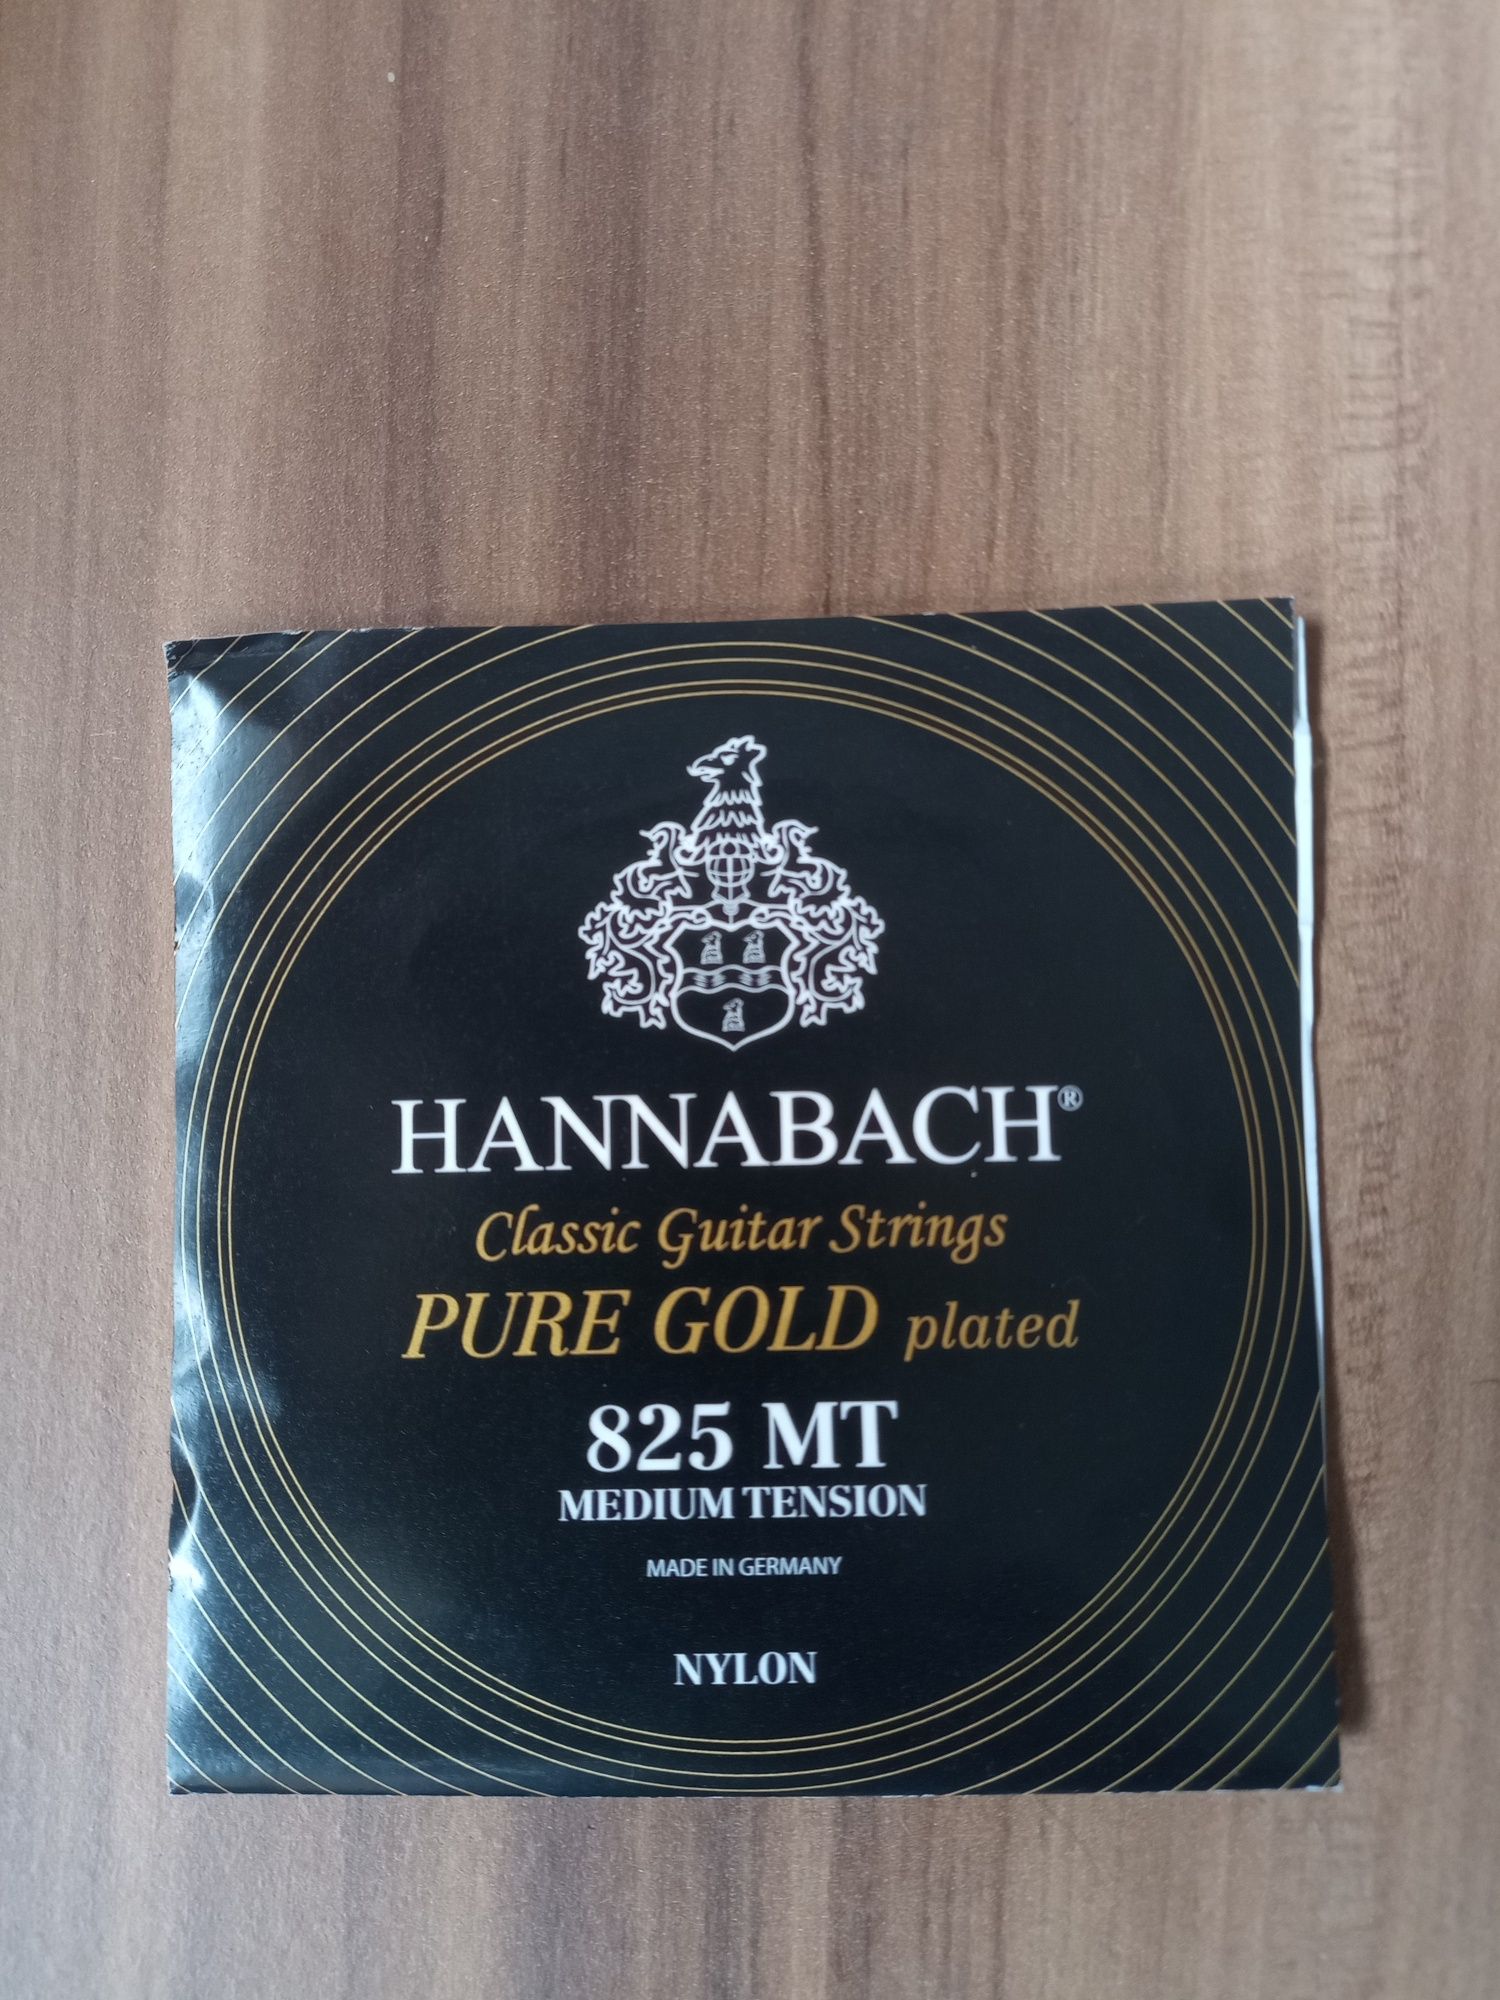 HANNABACH®
Classic Guitar Strings
PURE GOLD plated
825 MT
MEDIUM TENSION
MADE IN GERMANY
NYLON